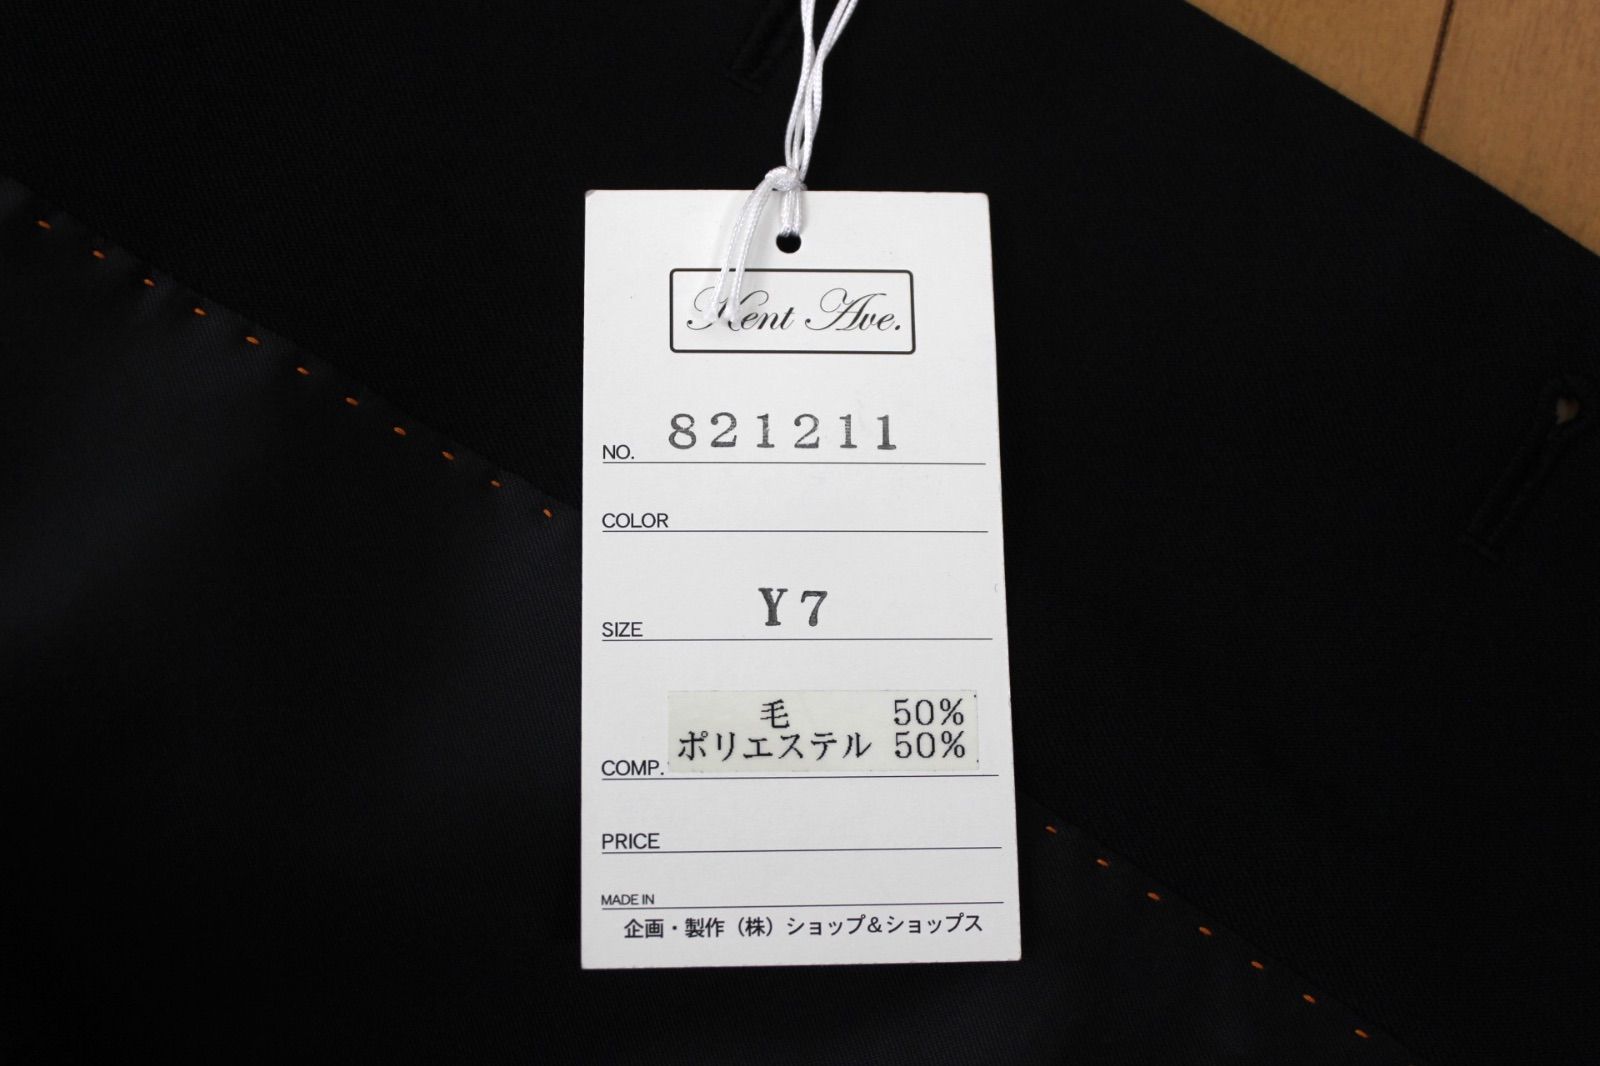 Kent Ave.
NO. 821211
COLOR
SIZE Y7
毛 50%
COMP. ポリエステル 50%
PRICE
MADE IN
企画・製作（株）ショップ&ショップス